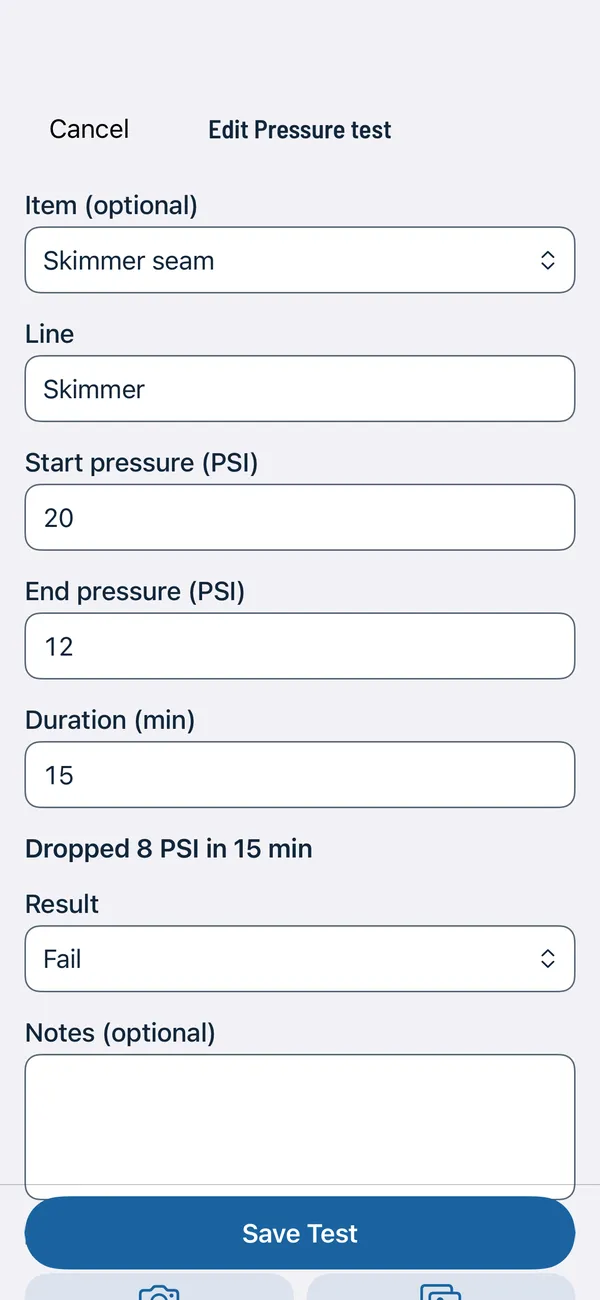 Cancel
Edit Pressure test
Item (optional)
Skimmer seam
Line
Skimmer
Start pressure (PSI)
20
End pressure (PSI)
12
Duration (min)
15
Dropped 8 PSI in 15 min
Result
Fail
Notes (optional)
Save Test